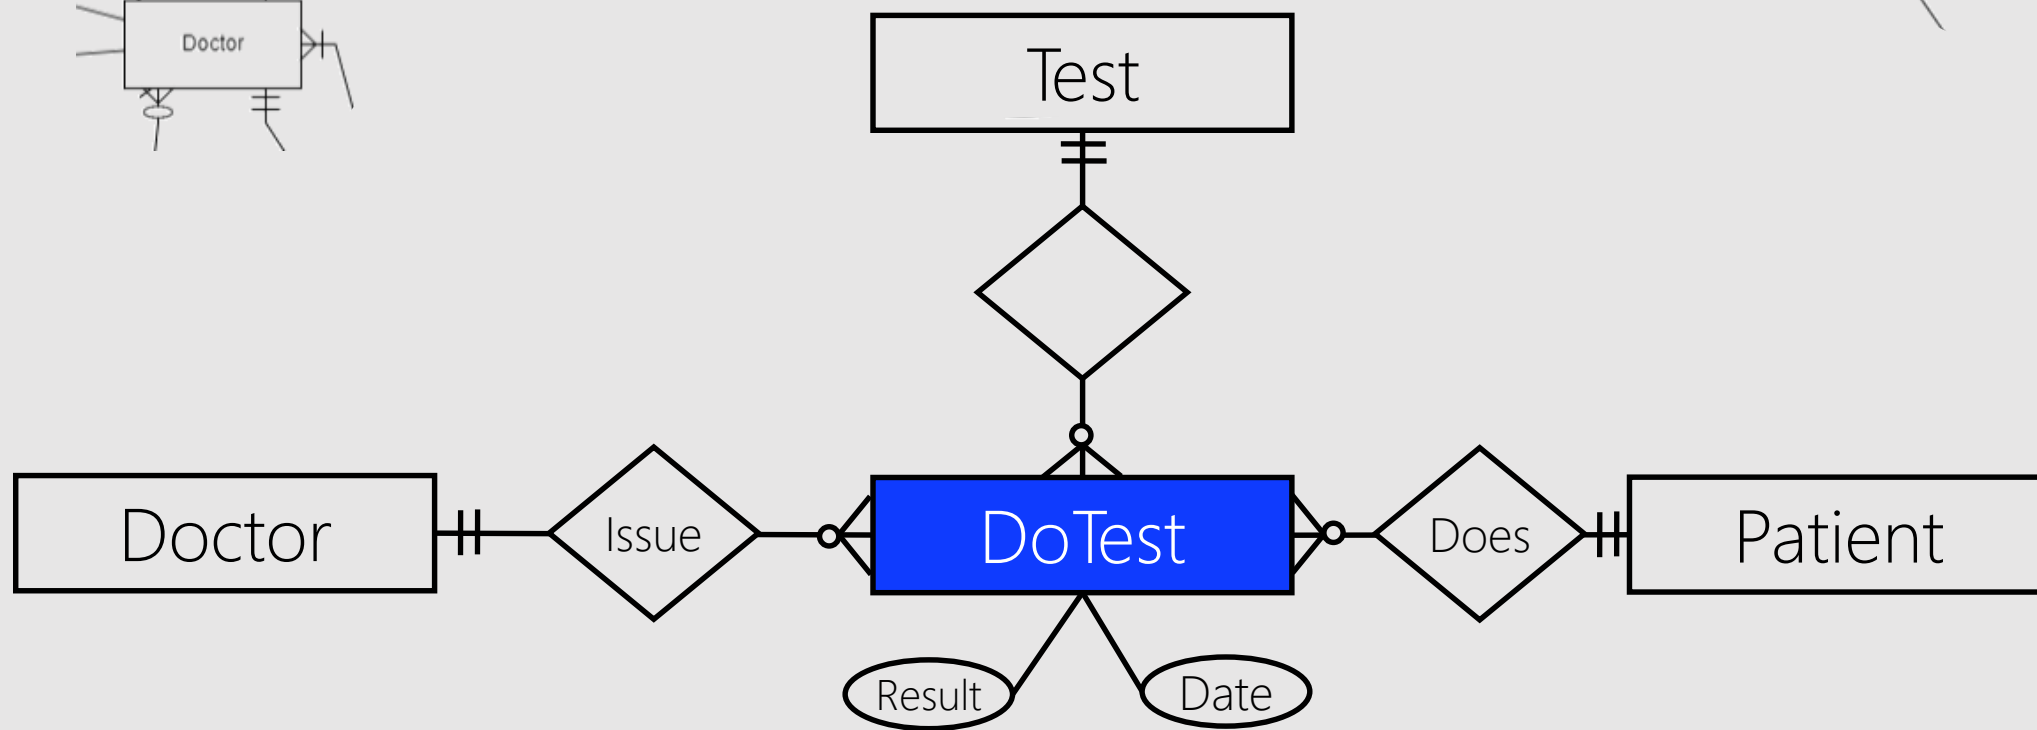 Doctor
Test
Doctor
Issue
DoTest
Does
Patient
Result
Date